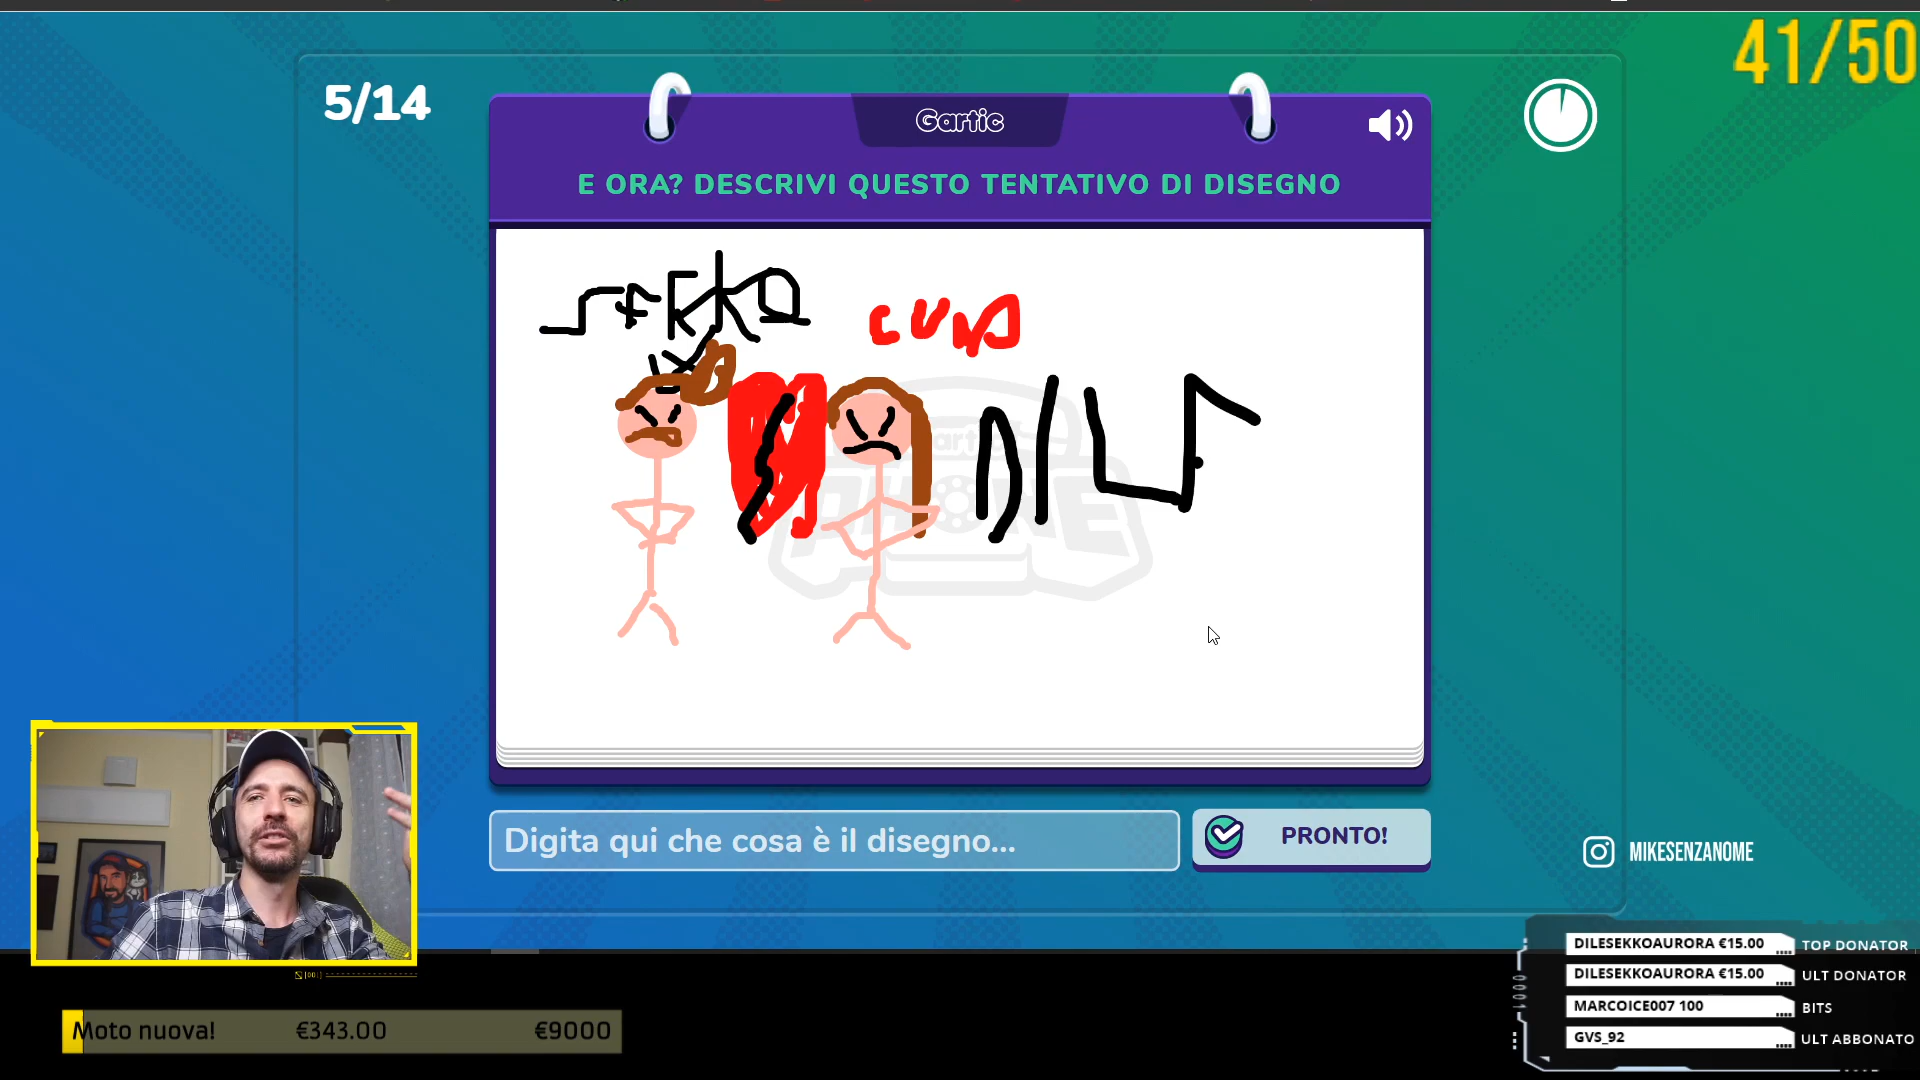 41/50
5/14
Gartic
E ORA? DESCRIVI QUESTO TENTATIVO DI DISEGNO
Digita qui che cosa è il disegno...
PRONTO!
MIKESENZANOME
DILESEKKOAURORA €15.00 TOP DONATOR
DILESEKKOAURORA €15.00 ULT DONATOR
MARCOICE007 100 BITS
GVS_92 ULT ABBONATO
Moto nuova! €343.00 €9000